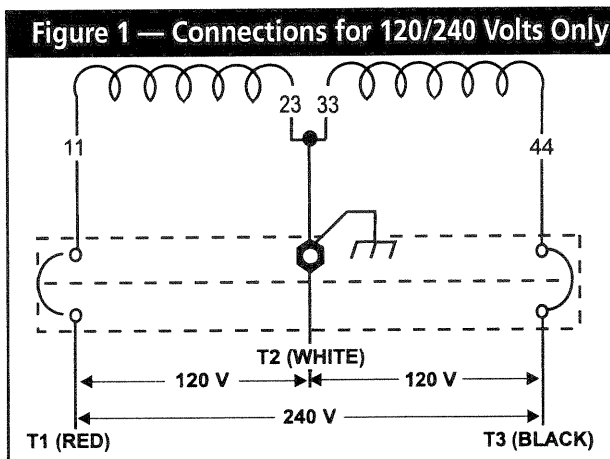 Figure 1 — Connections for 120/240 Volts Only
23 33
11
44
T2 (WHITE)
120 V
120 V
240 V
T1 (RED)
T3 (BLACK)